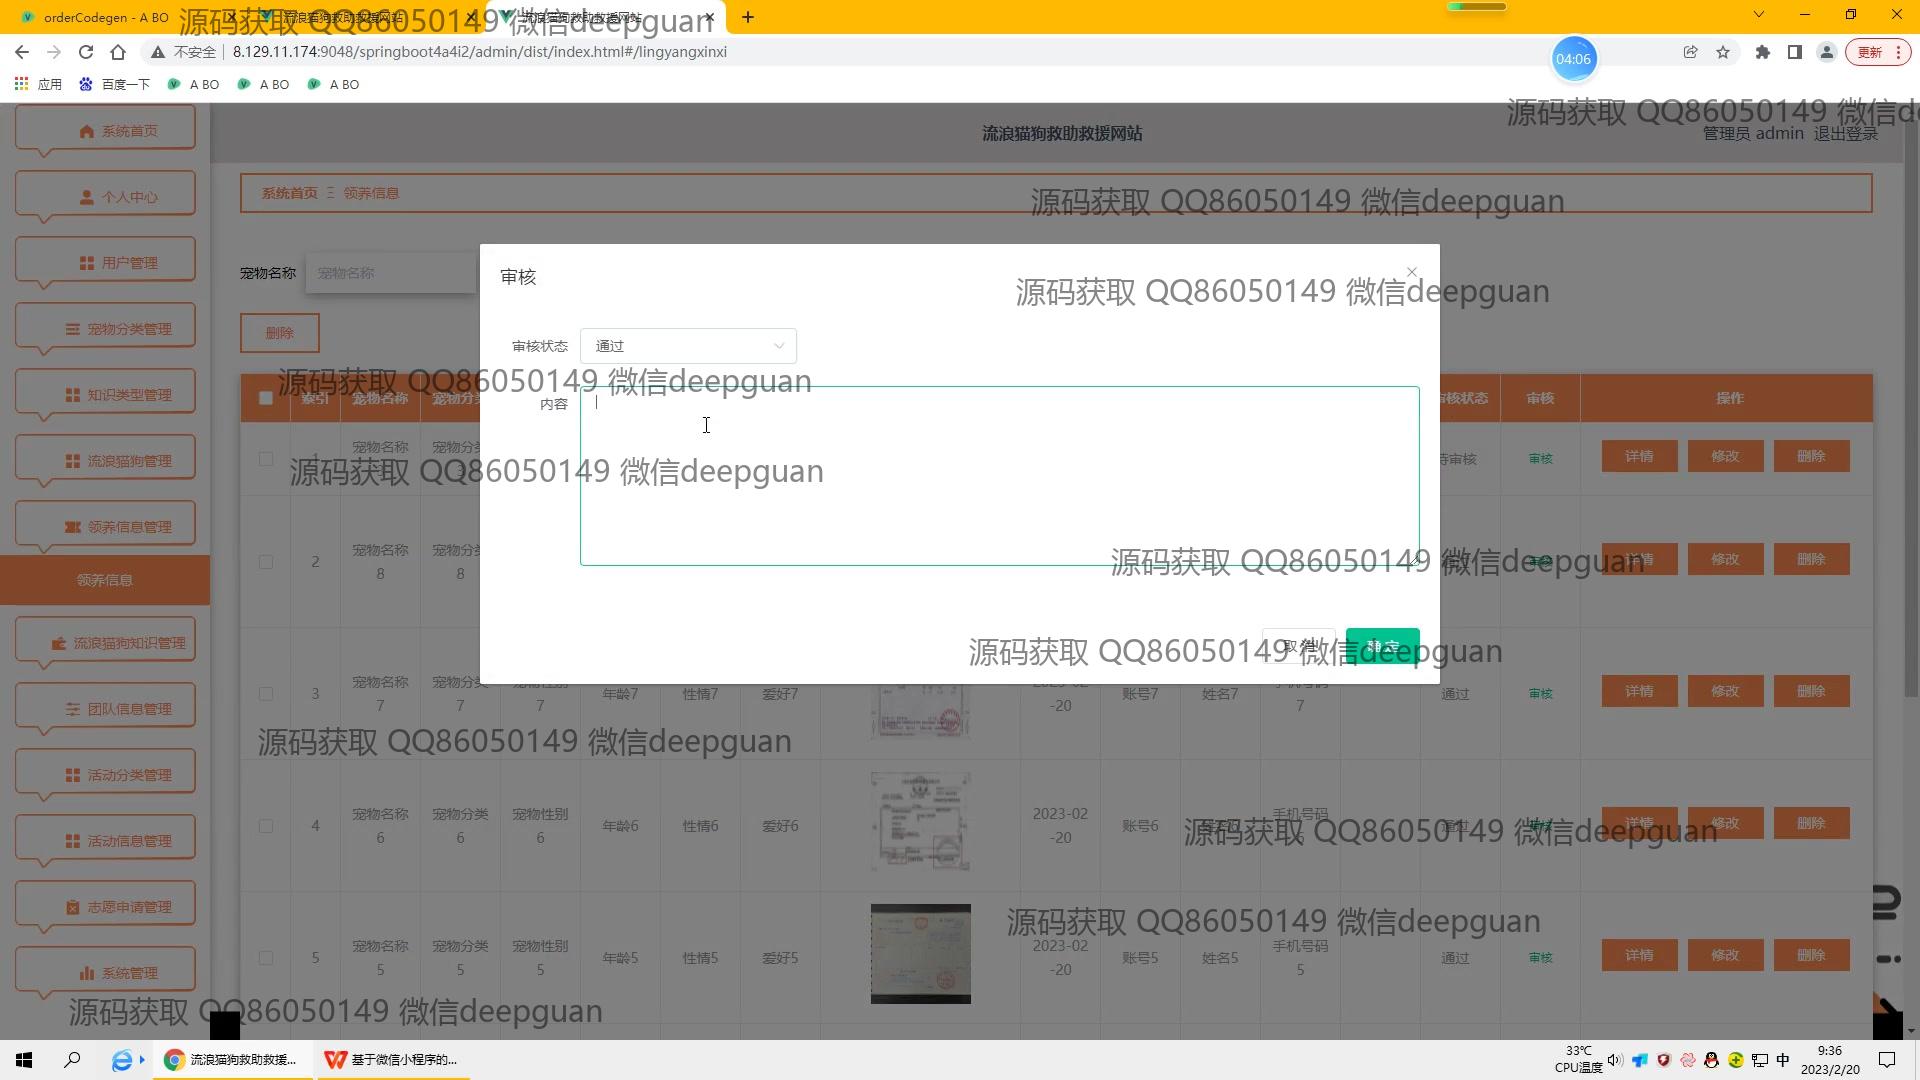 orderCodegen - A BO
流浪猫狗救助救援网站
流浪猫狗救助救援网站
源码获取 QQ86050149 微信deepguan
不安全
8.129.11.174:9048/springboot4a4i2/admin/dist/index.html#/lingyangxinxi
04:06
更新
应用
百度一下
A BO
A BO
A BO
源码获取 QQ86050149 微信d
系统首页
流浪猫狗救助救援网站
管理员 admin
退出登录
个人中心
系统首页
领养信息
源码获取 QQ86050149 微信deepguan
用户管理
宠物名称
宠物名称
审核
源码获取 QQ86050149 微信deepguan
宠物分类管理
删除
审核状态
通过
源码获取 QQ86050149 微信deepguan
知识类型管理
索引
宠物名称
宠物分
内容
审核状态
审核
操作
流浪猫狗管理
宠物名称
宠物分
源码获取 QQ86050149 微信deepguan
待审核
审核
详情
修改
删除
领养信息管理
2
宠物名称
8
宠物分类
8
源码获取 QQ86050149 微信deepguan
详情
修改
删除
领养信息
流浪猫狗知识管理
取消
确定
源码获取 QQ86050149 微信deepguan
团队信息管理
3
宠物名称
7
宠物分类
7
宠物性别
7
年龄7
性情7
爱好7
2023-02
-20
账号7
姓名7
手机号码
7
通过
审核
详情
修改
删除
源码获取 QQ86050149 微信deepguan
活动分类管理
活动信息管理
4
宠物名称
6
宠物分类
6
宠物性别
6
年龄6
性情6
爱好6
2023-02
-20
账号6
手机号码
通过
详情
修改
删除
源码获取 QQ86050149 微信deepguan
志愿申请管理
源码获取 QQ86050149 微信deepguan
5
宠物名称
5
宠物分类
5
宠物性别
5
年龄5
性情5
爱好5
2023-02
-20
账号5
姓名5
手机号码
5
通过
审核
详情
修改
删除
系统管理
源码获取 QQ86050149 微信deepguan
流浪猫狗救助救援...
基于微信小程序的...
33℃
CPU温度
中
9:36
2023/2/20